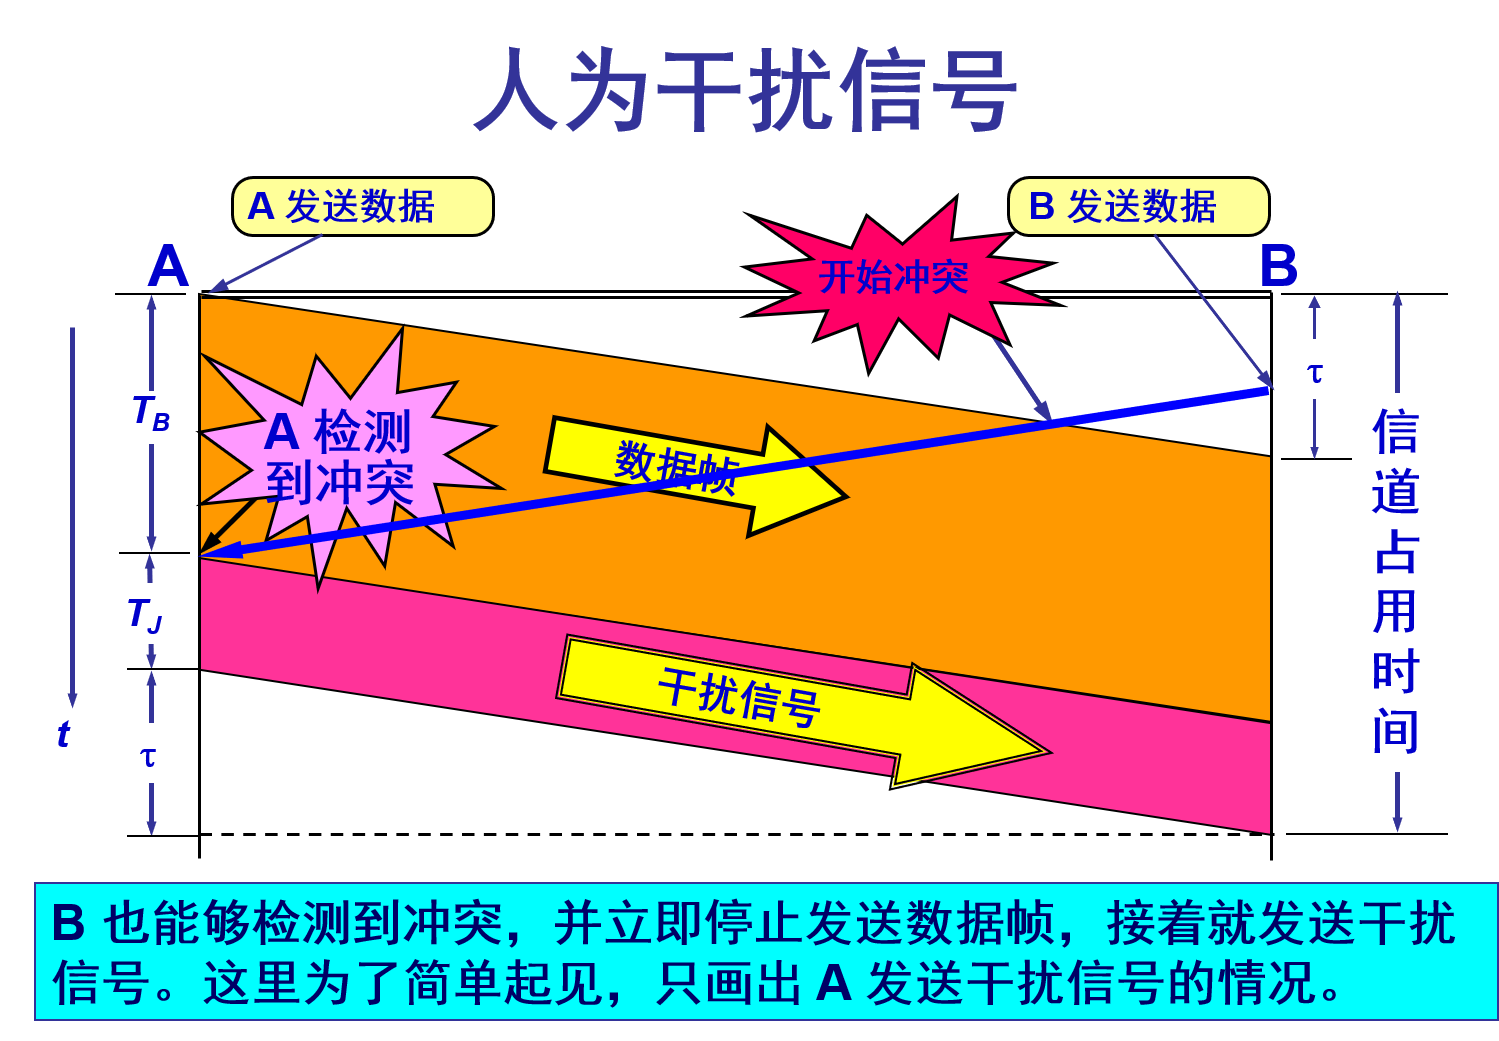 人为干扰信号
A 发送数据
B 发送数据
A
B
开始冲突
τ
T_B
A 检测
到冲突
数据帧
信
道
占
用
时
间
T_J
干扰信号
t
τ
B 也能够检测到冲突，并立即停止发送数据帧，接着就发送干扰
信号。这里为了简单起见，只画出 A 发送干扰信号的情况。